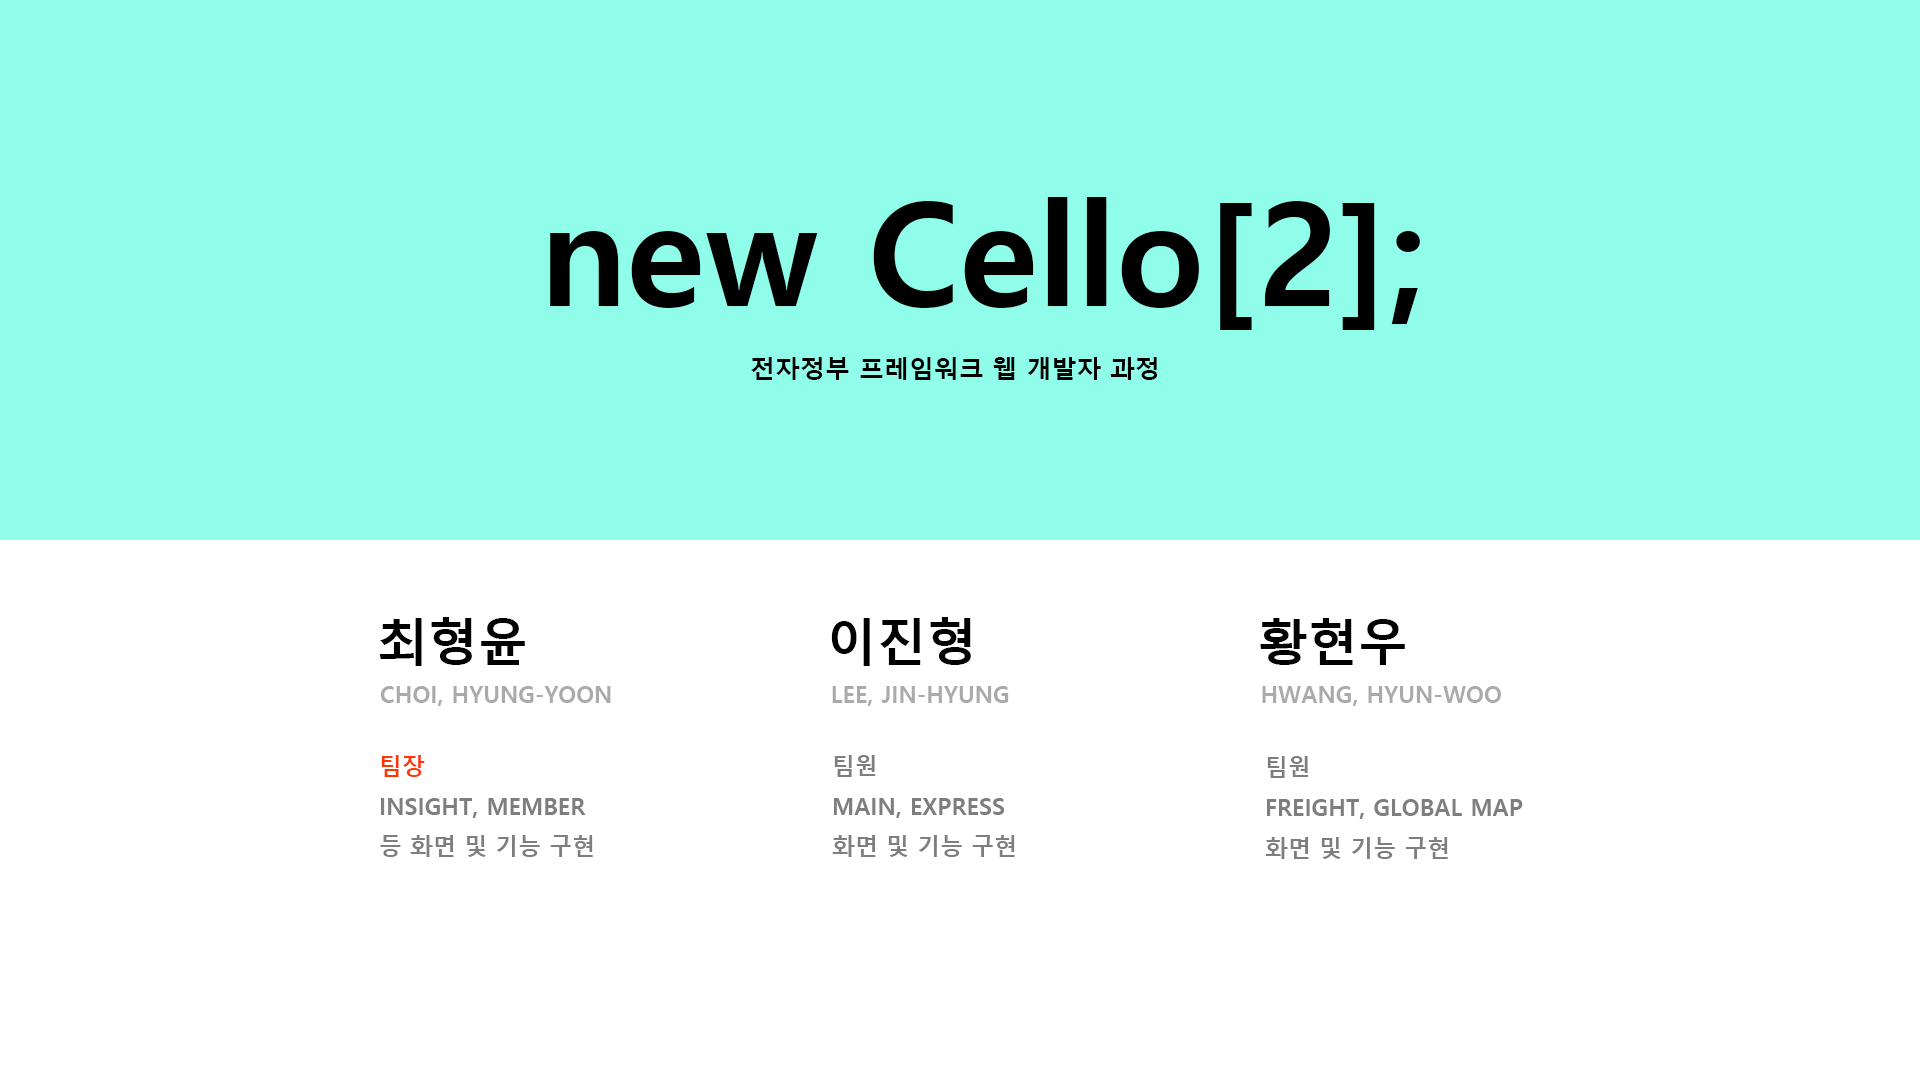 new Cello[2];
전자정부 프레임워크 웹 개발자 과정
최형윤
CHOI, HYUNG-YOON
팀장
INSIGHT, MEMBER
등 화면 및 기능 구현
이진형
LEE, JIN-HYUNG
팀원
MAIN, EXPRESS
화면 및 기능 구현
황현우
HWANG, HYUN-WOO
팀원
FREIGHT, GLOBAL MAP
화면 및 기능 구현